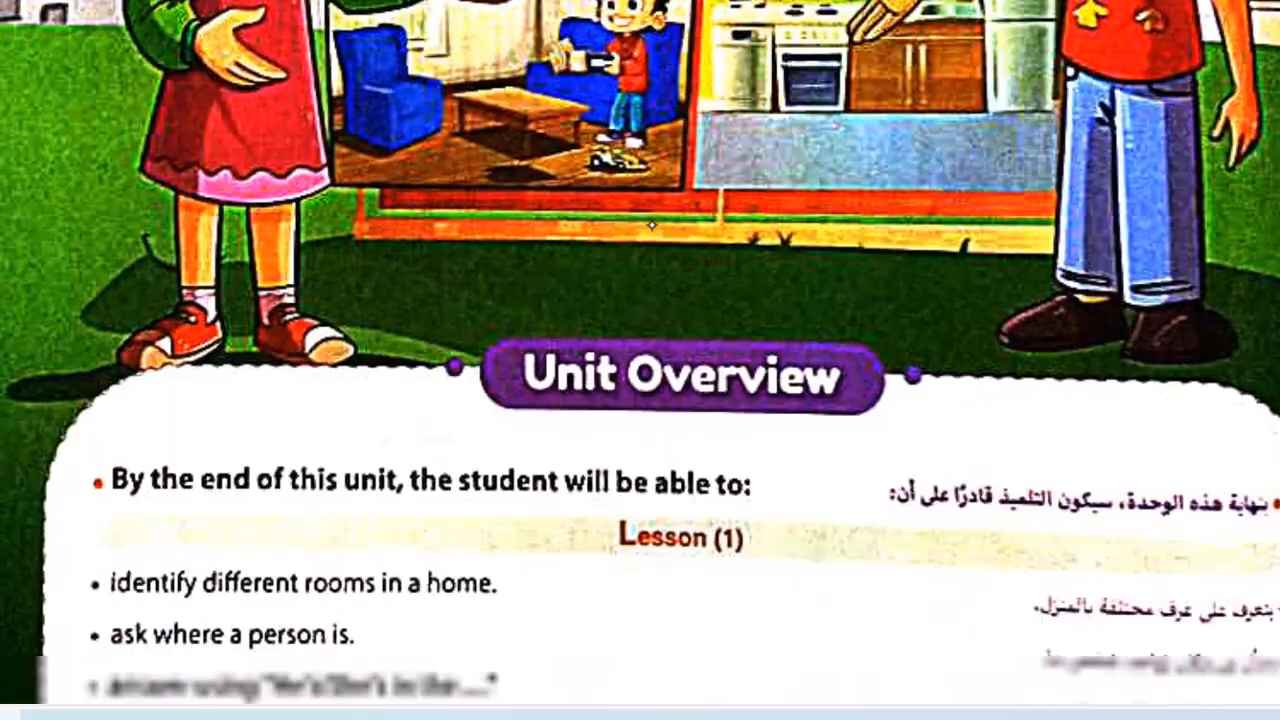 Unit Overview
• By the end of this unit, the student will be able to:
• بنهاية هذه الوحدة، سيكون التلميذ قادرًا على أن:
Lesson (1)
• identify different rooms in a home.
• يتعرف على غرف مختلفة بالمنزل.
• ask where a person is.